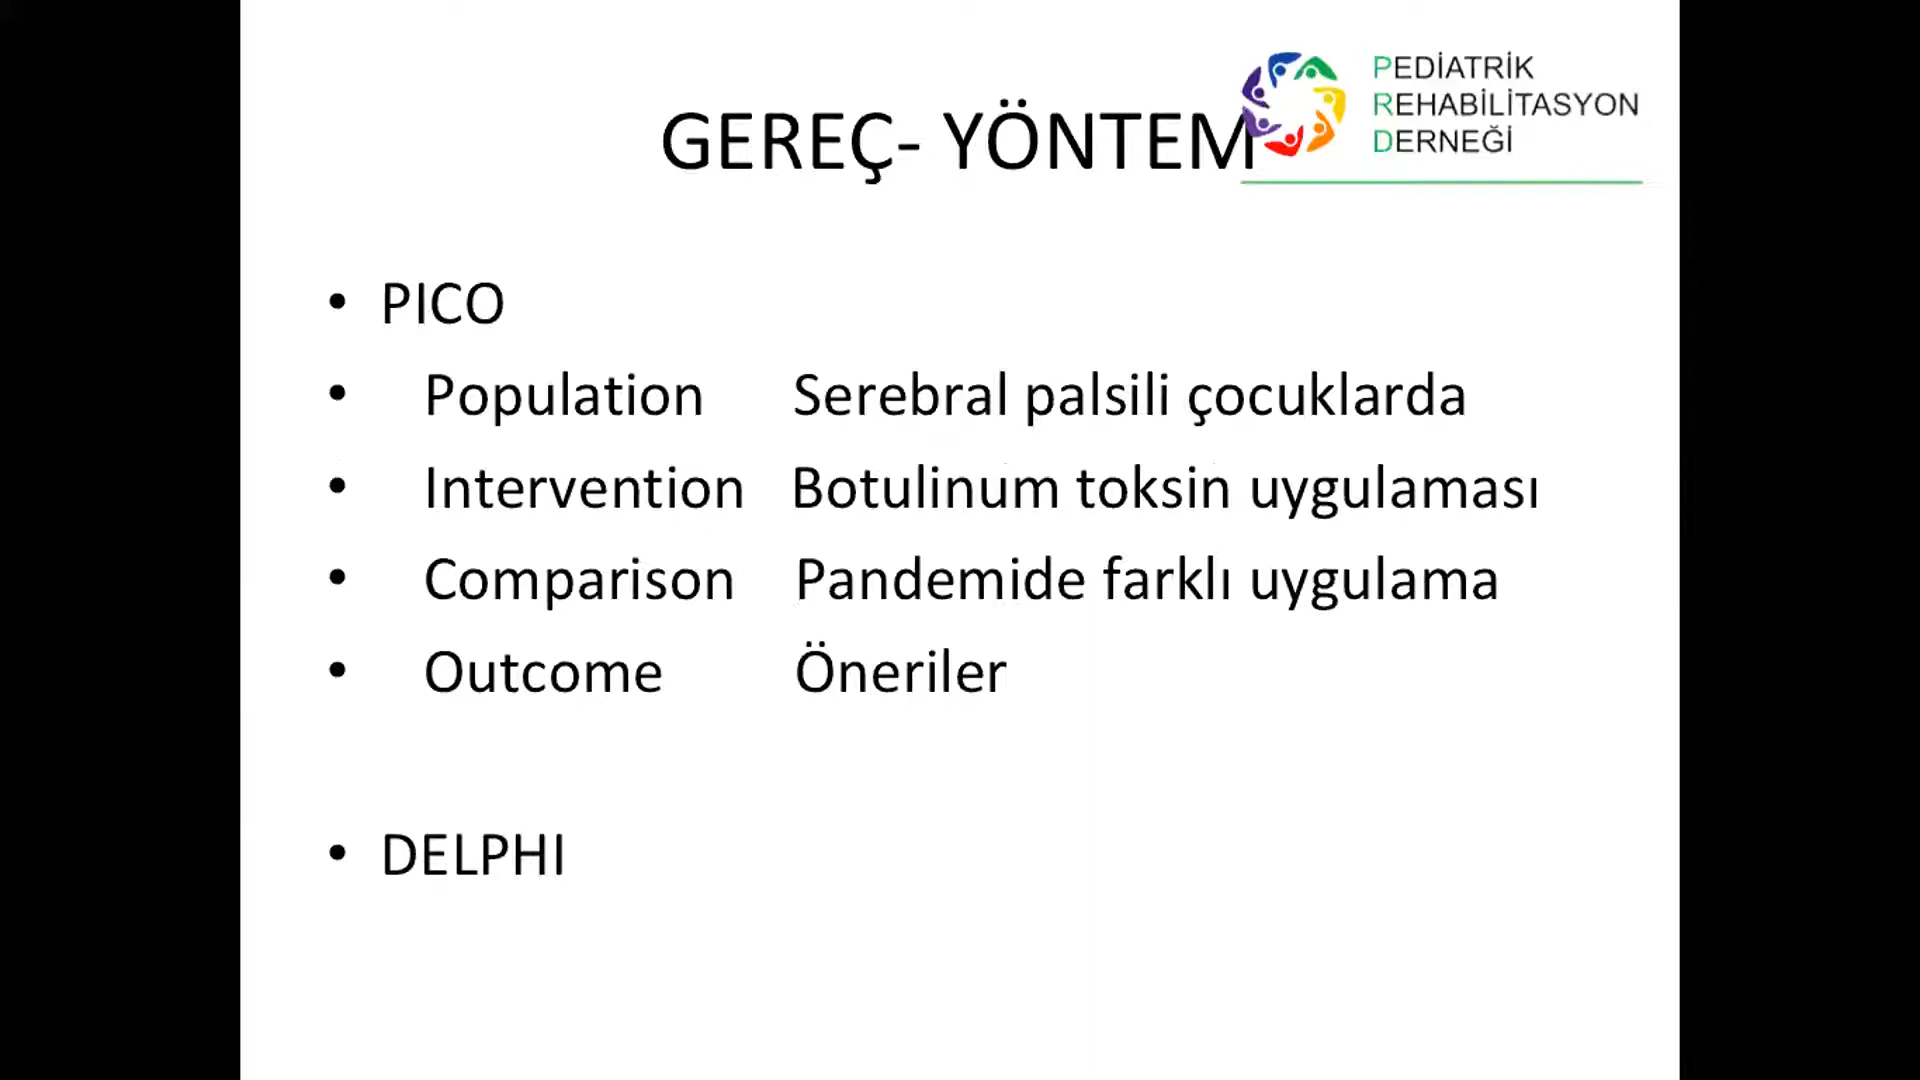 PEDİATRİK
REHABİLİTASYON
DERNEĞİ
GEREÇ- YÖNTEM
• PICO
• Population Serebral palsili çocuklarda
• Intervention Botulinum toksin uygulaması
• Comparison Pandemide farklı uygulama
• Outcome Öneriler
• DELPHI